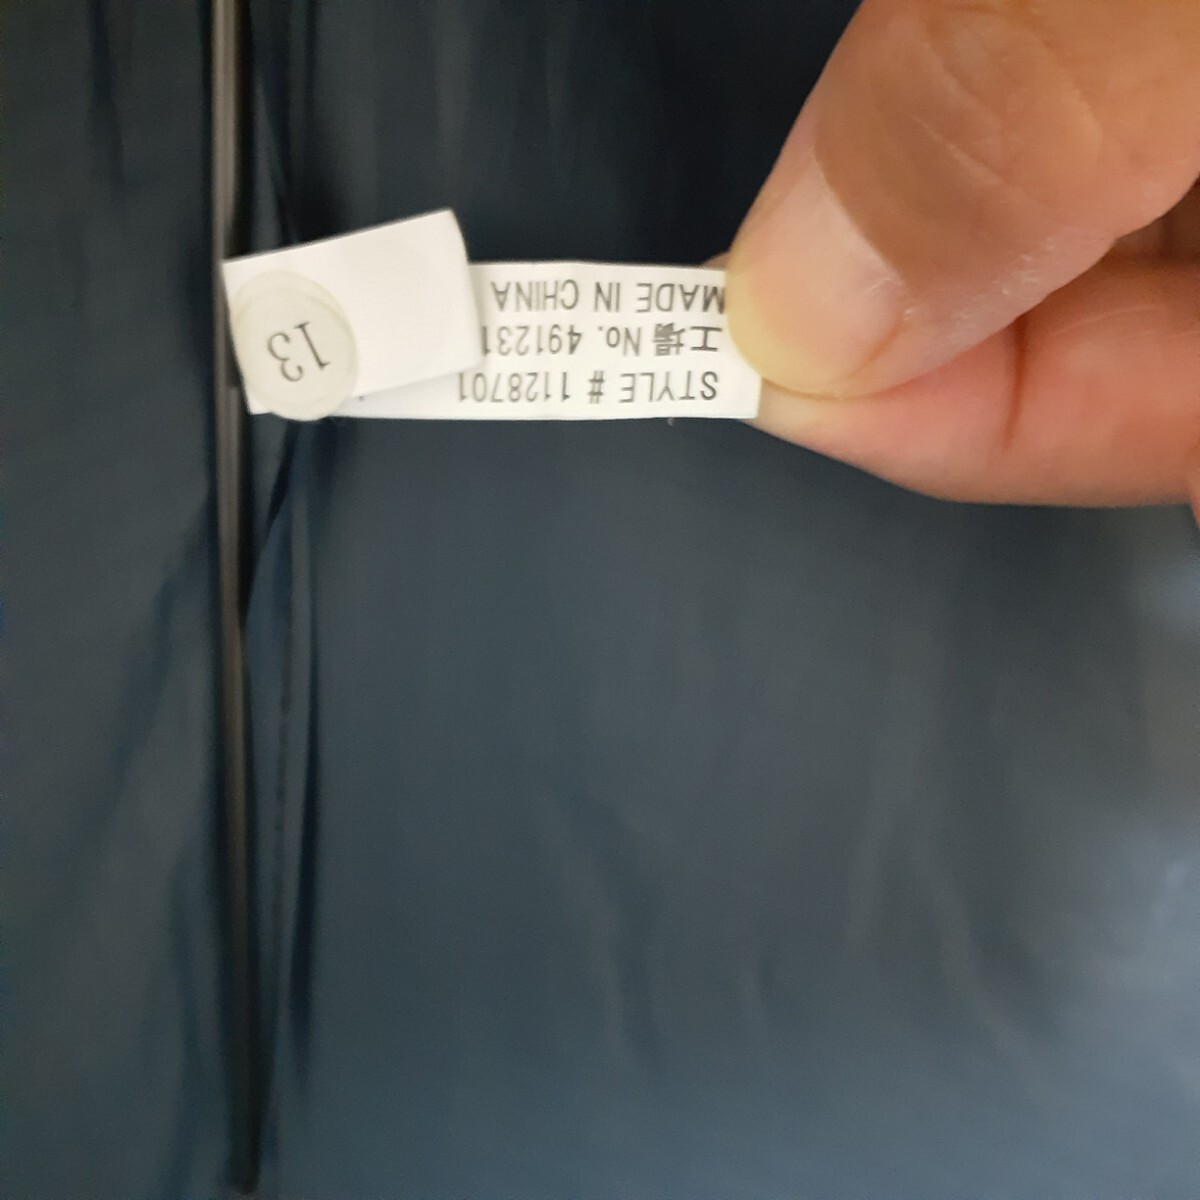 STYLE # 1128701
工場 No. 491231
MADE IN CHINA
13